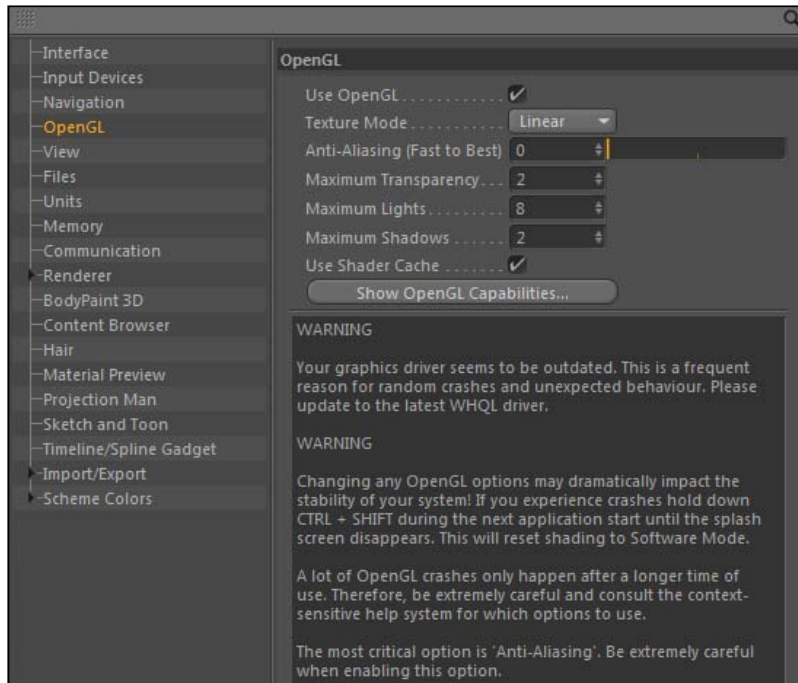 Interface
Input Devices
Navigation
OpenGL
View
Files
Units
Memory
Communication
Renderer
BodyPaint 3D
Content Browser
Hair
Material Preview
Projection Man
Sketch and Toon
Timeline/Spline Gadget
Import/Export
Scheme Colors
OpenGL
Use OpenGL . . . . . . . . . . . .
Texture Mode . . . . . . . . . . Linear
Anti-Aliasing (Fast to Best) 0
Maximum Transparency. . . 2
Maximum Lights . . . . . . . . . 8
Maximum Shadows . . . . . . 2
Use Shader Cache . . . . . . .
Show OpenGL Capabilities...
WARNING
Your graphics driver seems to be outdated. This is a frequent
reason for random crashes and unexpected behaviour. Please
update to the latest WHQL driver.
WARNING
Changing any OpenGL options may dramatically impact the
stability of your system! If you experience crashes hold down
CTRL + SHIFT during the next application start until the splash
screen disappears. This will reset shading to Software Mode.
A lot of OpenGL crashes only happen after a longer time of
use. Therefore, be extremely careful and consult the context-
sensitive help system for which options to use.
The most critical option is 'Anti-Aliasing'. Be extremely careful
when enabling this option.